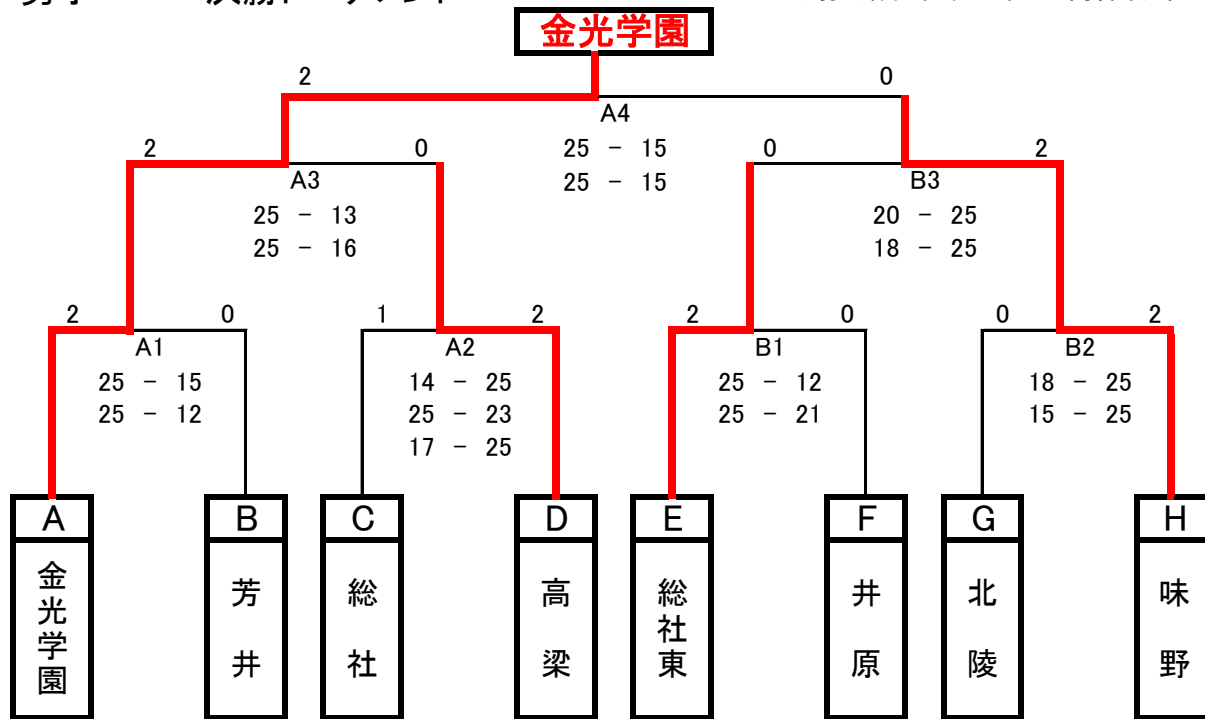 金光学園
2 0
A4
25 - 15
25 - 15
2 0
A3
25 - 13
25 - 16
0 2
B3
20 - 25
18 - 25
2 0
A1
25 - 15
25 - 12
1 2
A2
14 - 25
25 - 23
17 - 25
2 0
B1
25 - 12
25 - 21
0 2
B2
18 - 25
15 - 25
A B C D E F G H
金光学園
芳井
総社
高梁
総社東
井原
北陵
味野